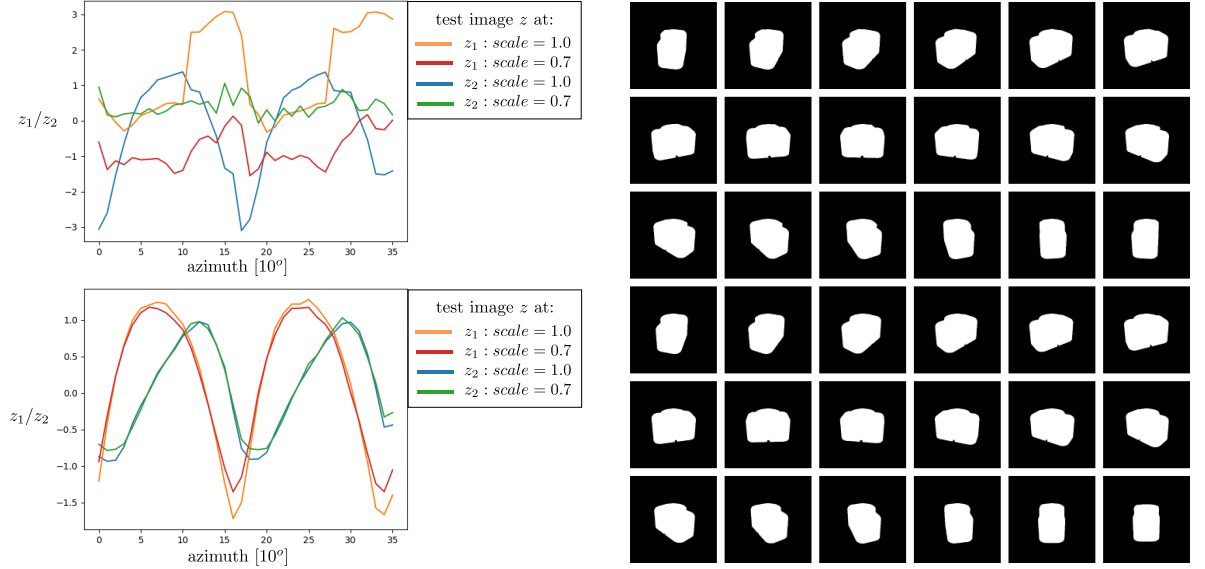 3
2
1
0
−1
−2
−3
z₁/z₂
0 5 10 15 20 25 30 35
azimuth [10ᵒ]
test image z at:
z₁ : scale = 1.0
z₁ : scale = 0.7
z₂ : scale = 1.0
z₂ : scale = 0.7
1.0
0.5
0.0
−0.5
−1.0
−1.5
z₁/z₂
0 5 10 15 20 25 30 35
azimuth [10ᵒ]
test image z at:
z₁ : scale = 1.0
z₁ : scale = 0.7
z₂ : scale = 1.0
z₂ : scale = 0.7